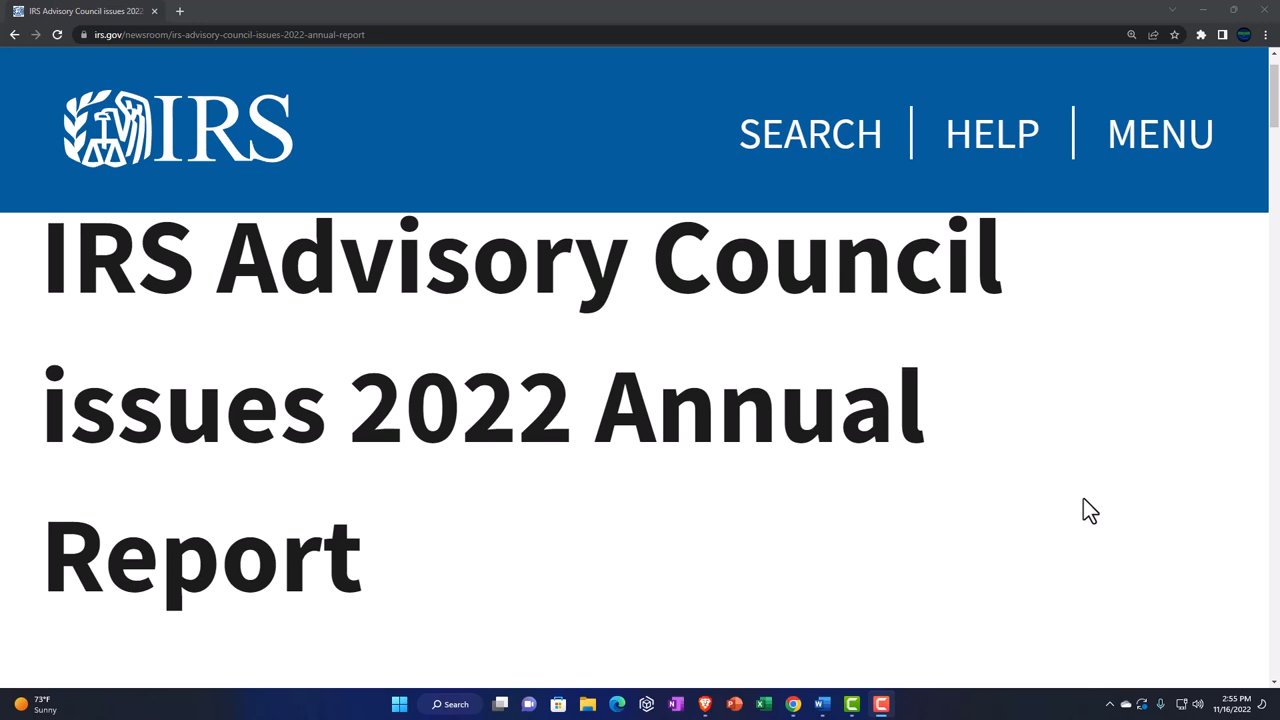 IRS Advisory Council issues 2022
irs.gov/newsroom/irs-advisory-council-issues-2022-annual-report
IRS
SEARCH | HELP | MENU
IRS Advisory Council
issues 2022 Annual
Report
73°F
Sunny
Search
2:55 PM
11/16/2022